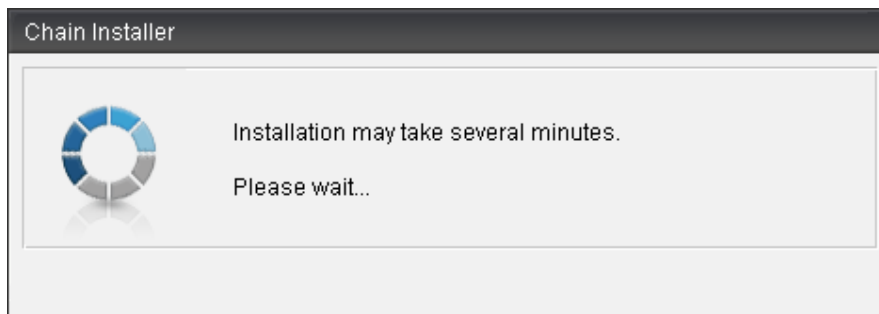 Chain Installer
Installation may take several minutes.
Please wait...